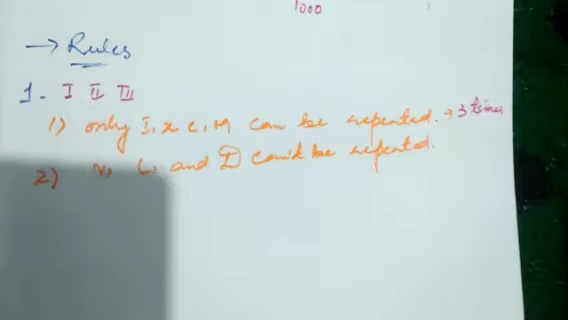 1000
→ Rules
1. I II III
1) only I, x c, M can be repeated. → 3 times
2) V, L, and D can't be repeated.